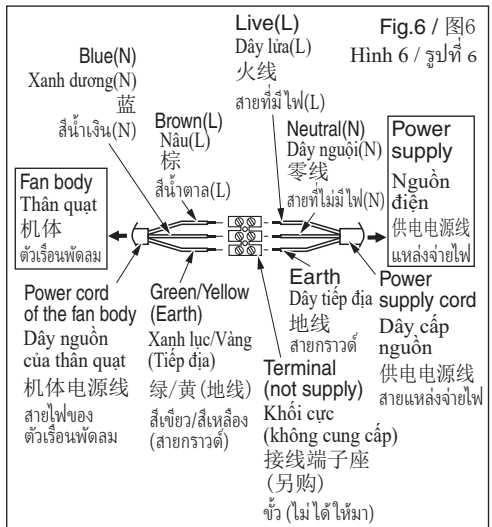 Fig.6 / 图6
Hình 6 / รูปที่ 6
Blue(N)
Xanh dương(N)
蓝
สีน้ำเงิน(N)
Brown(L)
Nâu(L)
棕
สีน้ำตาล(L)
Live(L)
Dây lửa(L)
火线
สายที่มีไฟ(L)
Neutral(N)
Dây nguội(N)
零线
สายที่ไม่มีไฟ(N)
Power
supply
Nguồn
điện
供电电源线
แหล่งจ่ายไฟ
Fan body
Thân quạt
机体
ตัวเรือนพัดลม
Power cord
of the fan body
Dây nguồn
của thân quạt
机体电源线
สายไฟของ
ตัวเรือนพัดลม
Green/Yellow
(Earth)
Xanh lục/Vàng
(Tiếp địa)
绿/黄(地线)
สีเขียว/สีเหลือง
(สายกราวด์)
Earth
Dây tiếp địa
地线
สายกราวด์
Terminal
(not supply)
Khối cực
(không cung cấp)
接线端子座
(另购)
ขั้ว (ไม่ได้ให้มา)
Power
supply cord
Dây cấp
nguồn
供电电源线
สายแหล่งจ่ายไฟ